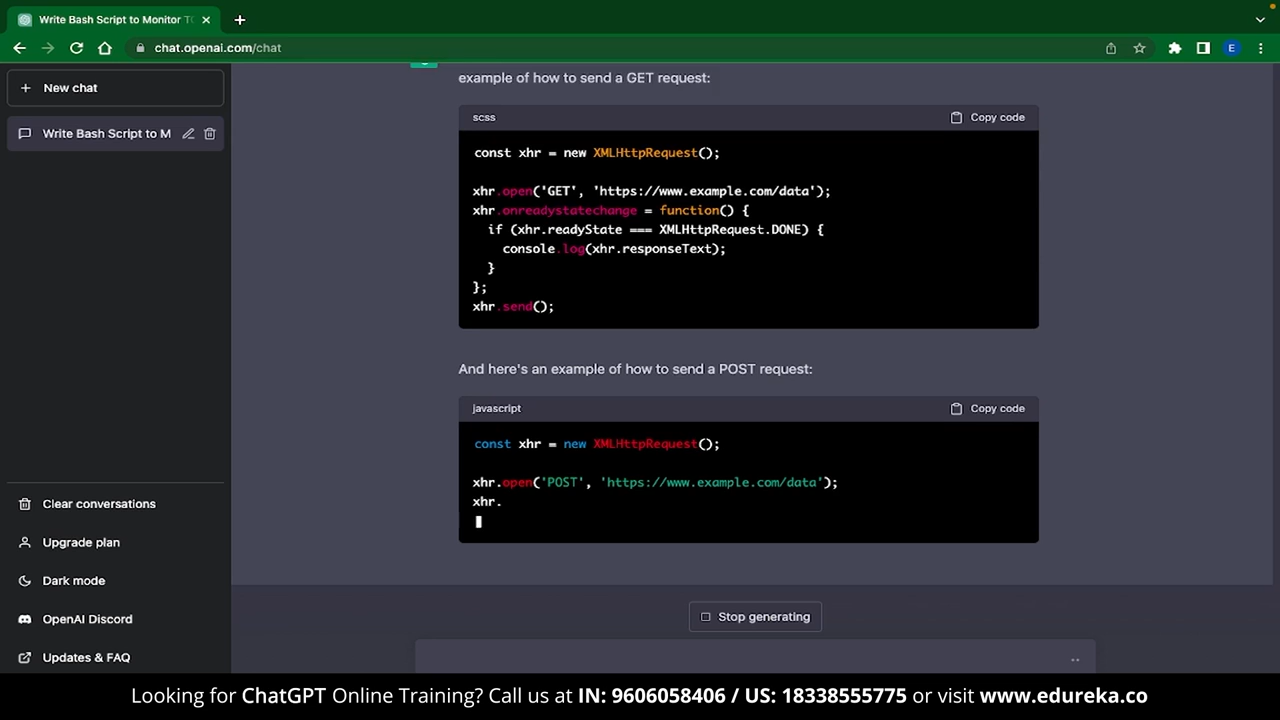 Write Bash Script to Monitor TC
chat.openai.com/chat
E
New chat
Write Bash Script to M
example of how to send a GET request:
scss
Copy code
const xhr = new XMLHttpRequest();
xhr.open('GET', 'https://www.example.com/data');
xhr.onreadystatechange = function() {
if (xhr.readyState === XMLHttpRequest.DONE) {
console.log(xhr.responseText);
}
};
xhr.send();
And here's an example of how to send a POST request:
javascript
Copy code
const xhr = new XMLHttpRequest();
xhr.open('POST', 'https://www.example.com/data');
xhr.
Clear conversations
Upgrade plan
Dark mode
OpenAI Discord
Updates & FAQ
Stop generating
Looking for ChatGPT Online Training? Call us at IN: 9606058406 / US: 18338555775 or visit www.edureka.co